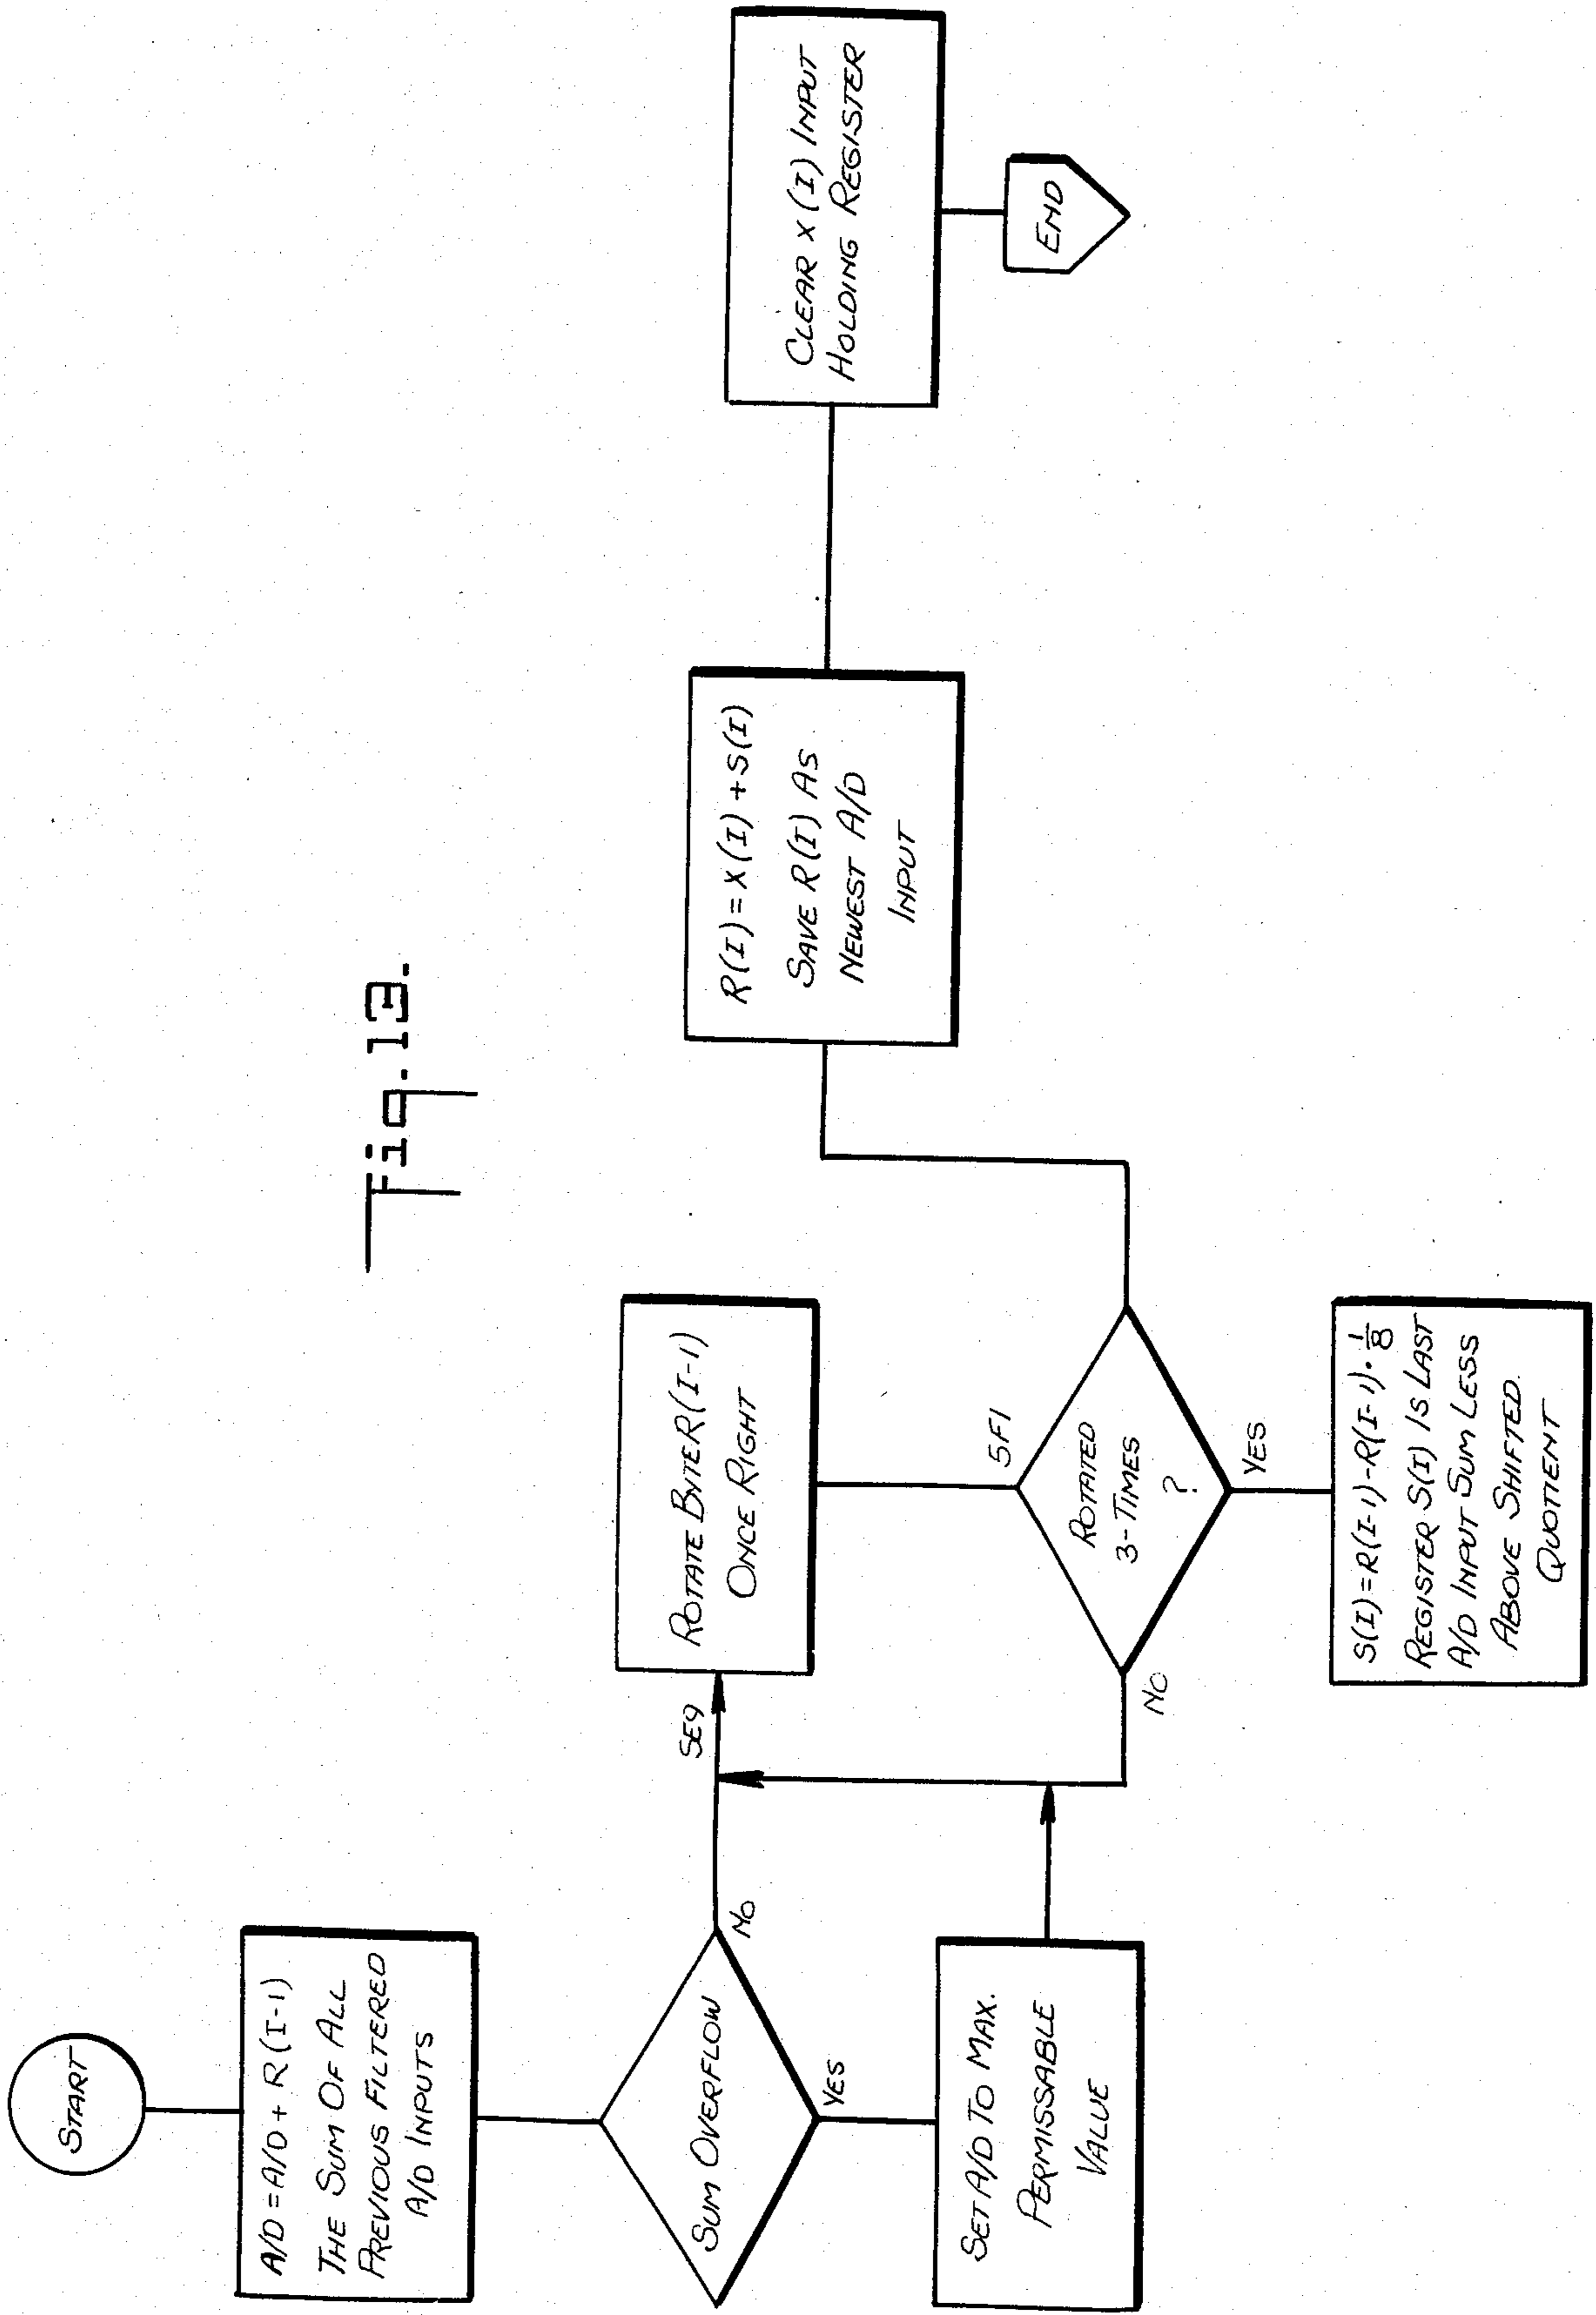 Fig.13.
START
A/D = A/D + R(I-1)
THE SUM OF ALL
PREVIOUS FILTERED
A/D INPUTS
SUM OVERFLOW
NO
YES
SET A/D TO MAX.
PERMISSABLE
VALUE
SE9
ROTATE BYTER(I-1)
ONCE RIGHT
5F1
ROTATED
3-TIMES
?
NO
YES
S(I)=R(I-1)-R(I-1)·1/8
REGISTER S(I) IS LAST
A/D INPUT SUM LESS
ABOVE SHIFTED
QUOTIENT
R(I)=X(I)+S(I)
SAVE R(I) AS
NEWEST A/D
INPUT
CLEAR X(I) INPUT
HOLDING REGISTER
END